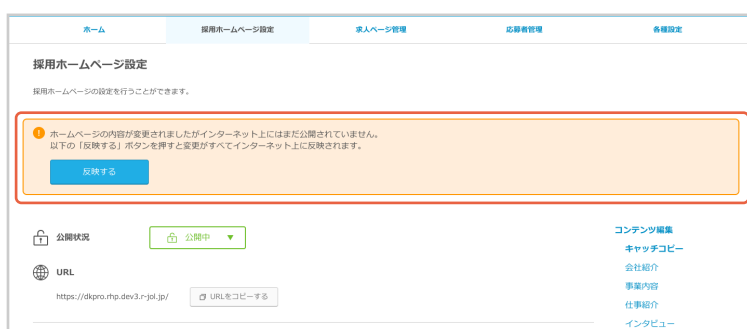 ホーム
採用ホームページ設定
求人ページ管理
応募者管理
各種設定
採用ホームページ設定
採用ホームページの設定を行うことができます。
ホームページの内容が変更されましたがインターネット上にはまだ公開されていません。
以下の「反映する」ボタンを押すと変更がすべてインターネット上に反映されます。
反映する
公開状況
公開中 ▼
URL
https://dkpro.rhp.dev3.r-jol.jp/
URLをコピーする
コンテンツ編集
キャッチコピー
会社紹介
事業内容
仕事紹介
インタビュー